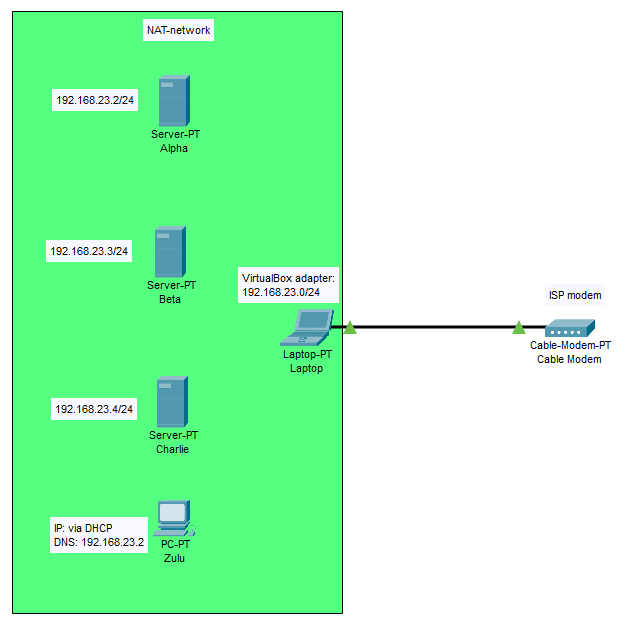 NAT-network
192.168.23.2/24
Server-PT
Alpha
192.168.23.3/24
Server-PT
Beta
VirtualBox adapter:
192.168.23.0/24
Laptop-PT
Laptop
ISP modem
Cable-Modem-PT
Cable Modem
192.168.23.4/24
Server-PT
Charlie
IP: via DHCP
DNS: 192.168.23.2
PC-PT
Zulu